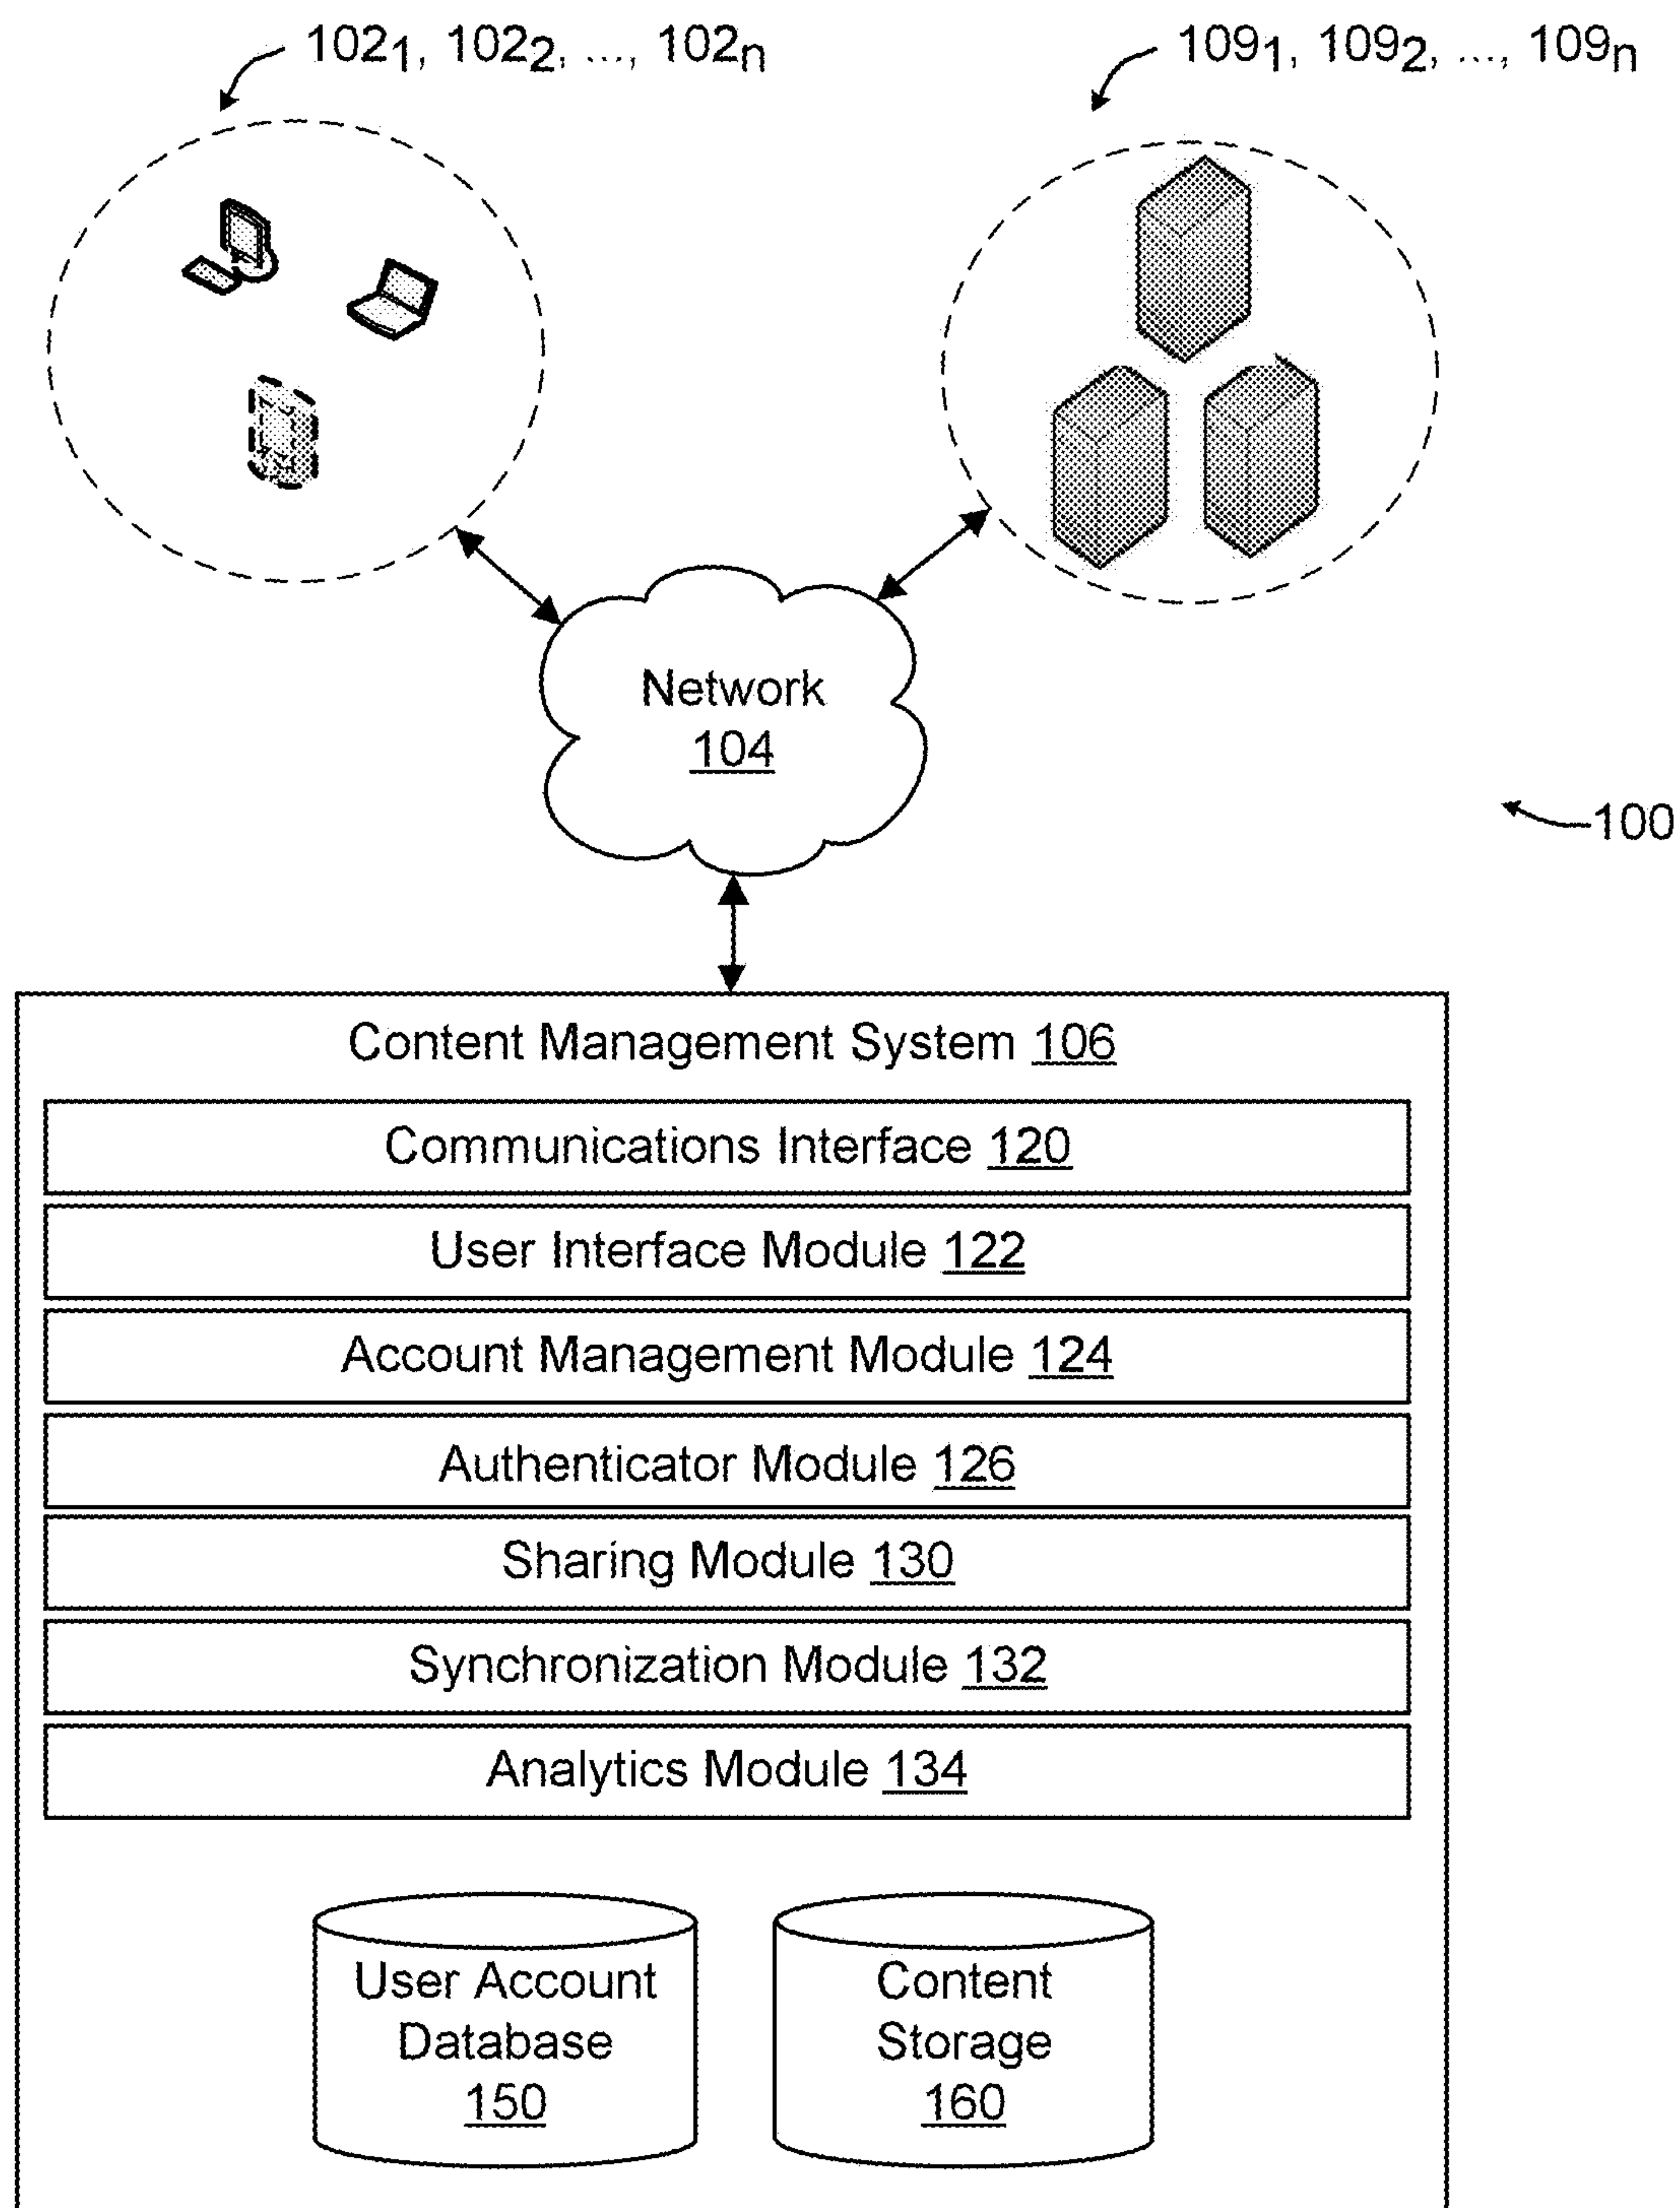 102₁, 102₂, ..., 102ₙ
109₁, 109₂, ..., 109ₙ
Network
104
100
Content Management System 106
Communications Interface 120
User Interface Module 122
Account Management Module 124
Authenticator Module 126
Sharing Module 130
Synchronization Module 132
Analytics Module 134
User Account
Database
150
Content
Storage
160